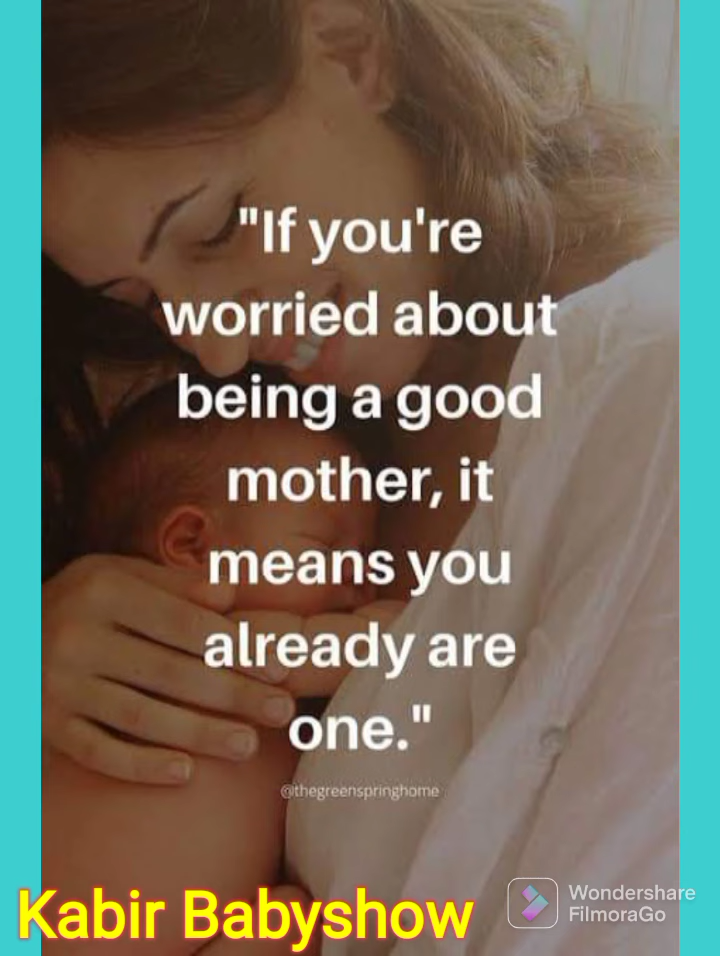 "If you're
worried about
being a good
mother, it
means you
already are
one."
@thegreenspringhome
Kabir Babyshow
Wondershare
FilmoraGo